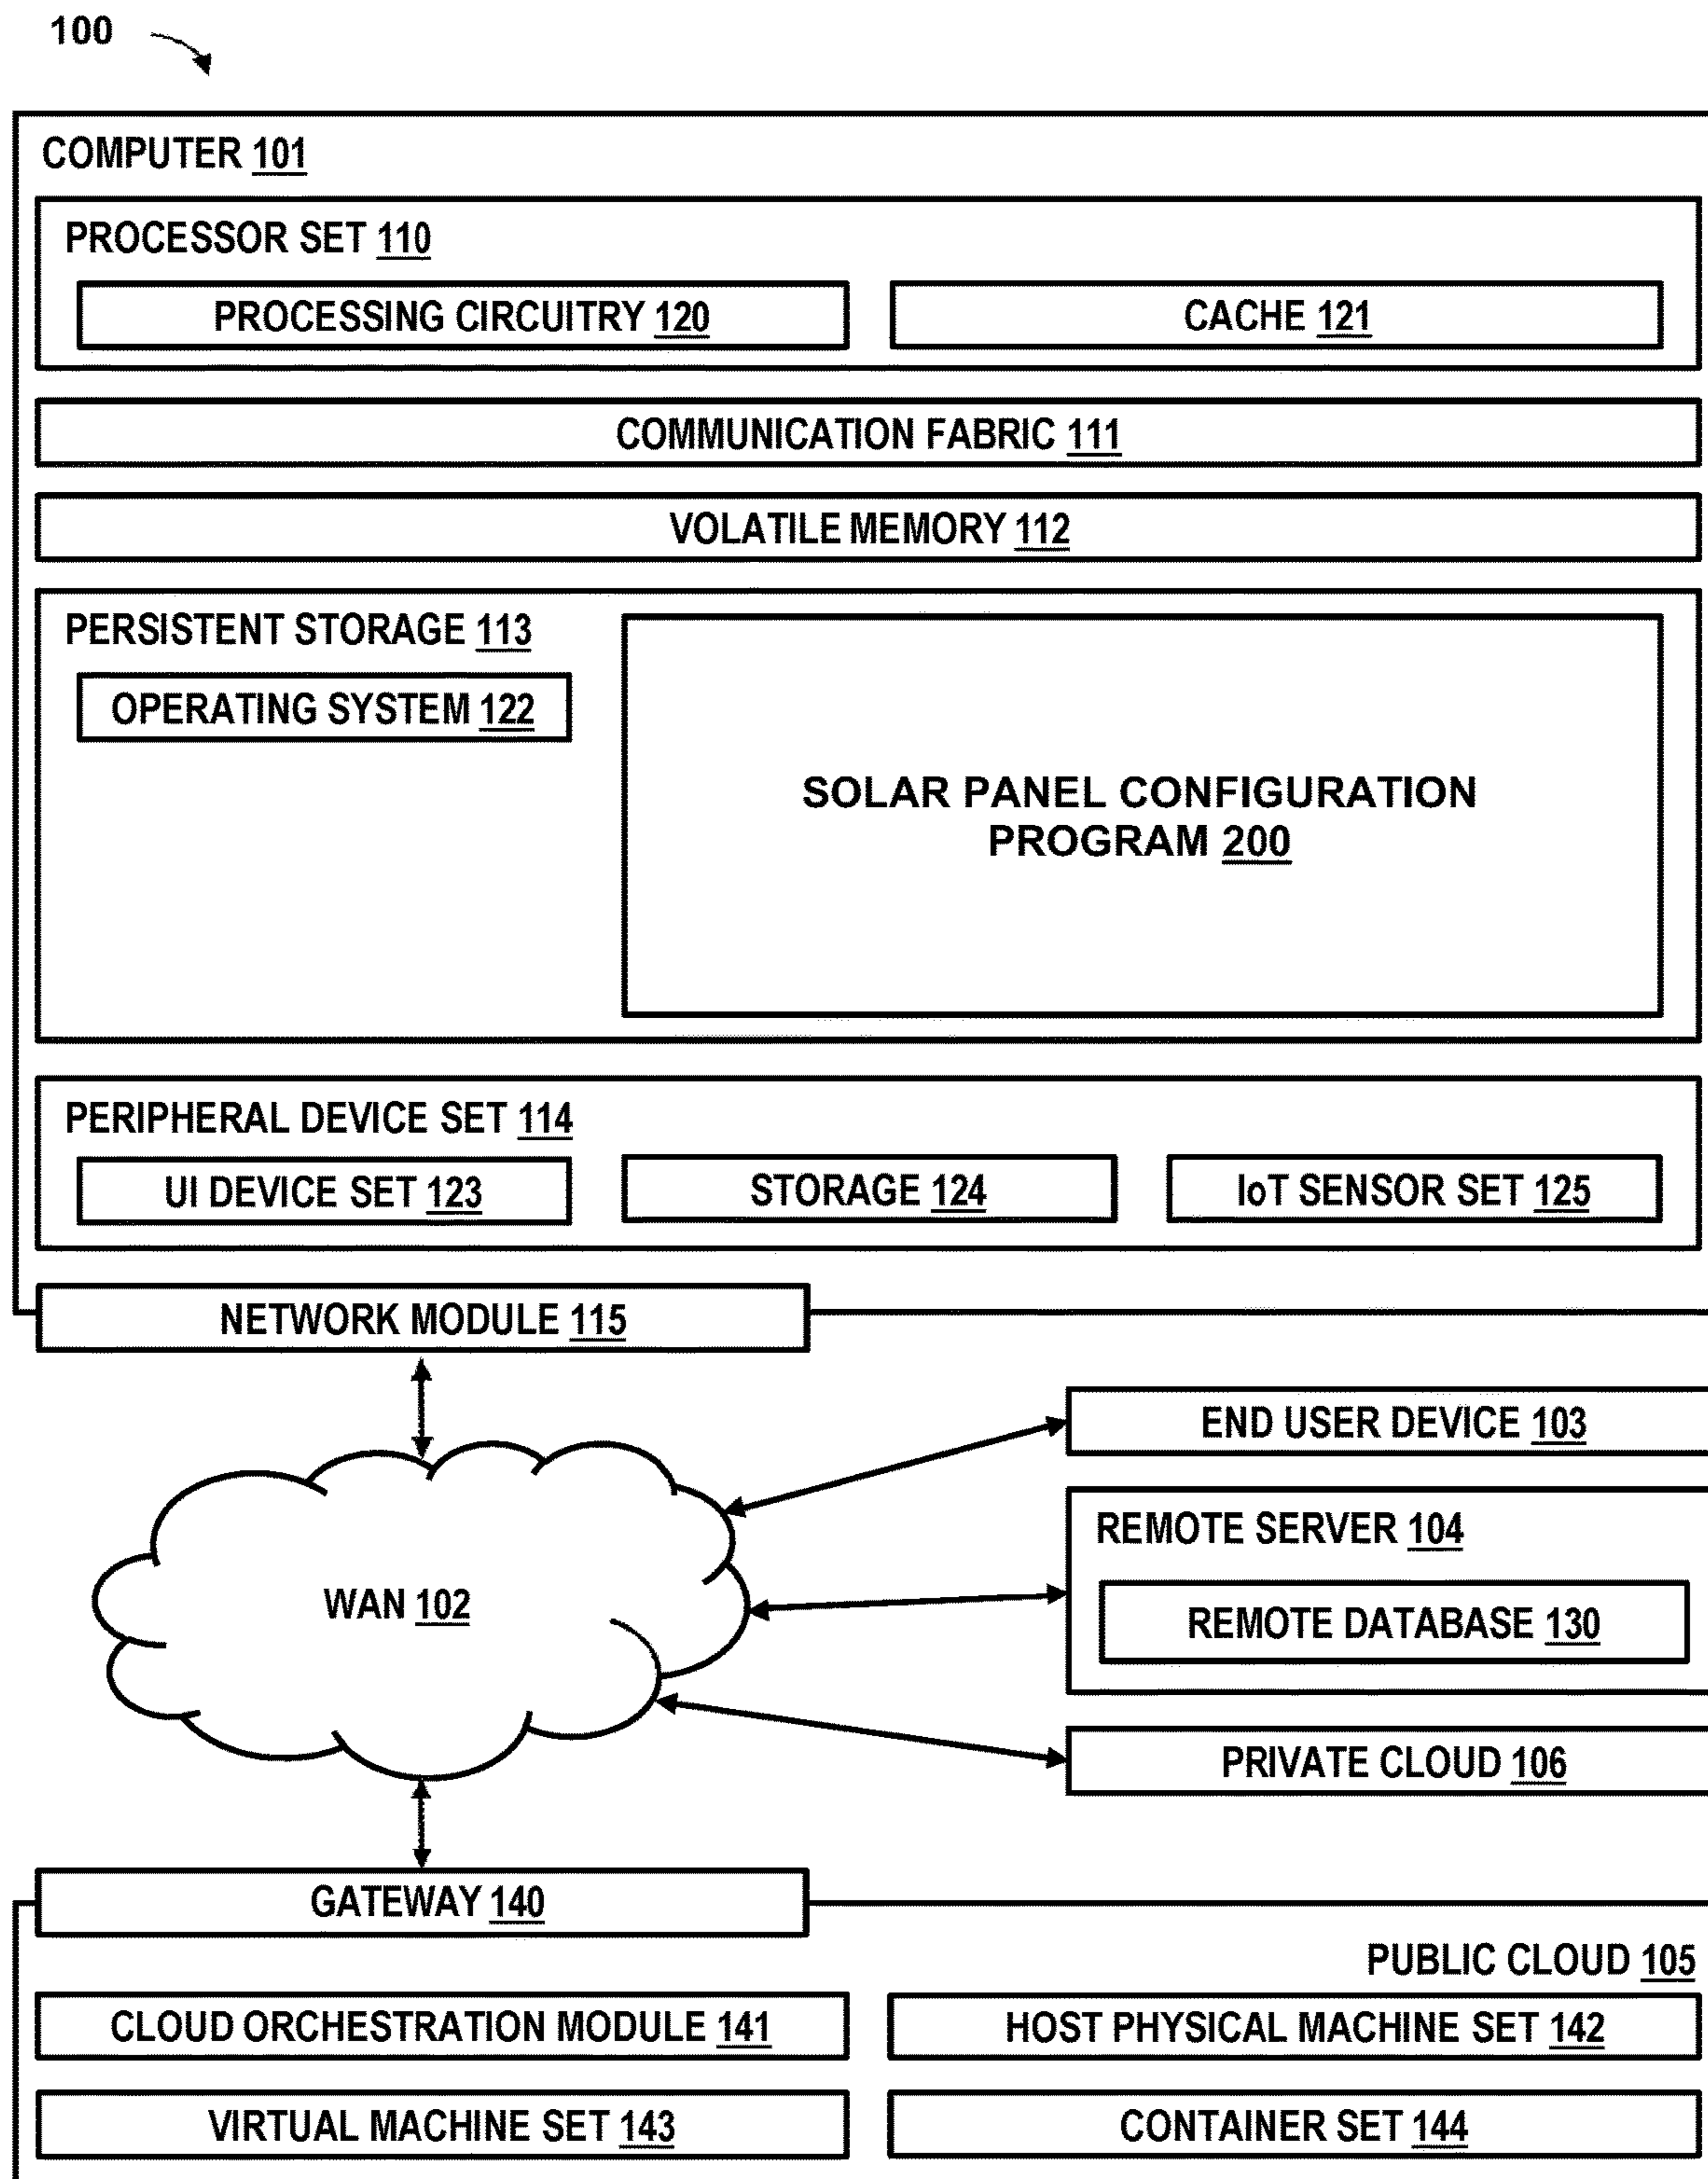 100
COMPUTER 101
PROCESSOR SET 110
PROCESSING CIRCUITRY 120
CACHE 121
COMMUNICATION FABRIC 111
VOLATILE MEMORY 112
PERSISTENT STORAGE 113
OPERATING SYSTEM 122
SOLAR PANEL CONFIGURATION
PROGRAM 200
PERIPHERAL DEVICE SET 114
UI DEVICE SET 123
STORAGE 124
IoT SENSOR SET 125
NETWORK MODULE 115
END USER DEVICE 103
REMOTE SERVER 104
WAN 102
REMOTE DATABASE 130
PRIVATE CLOUD 106
GATEWAY 140
PUBLIC CLOUD 105
CLOUD ORCHESTRATION MODULE 141
HOST PHYSICAL MACHINE SET 142
VIRTUAL MACHINE SET 143
CONTAINER SET 144